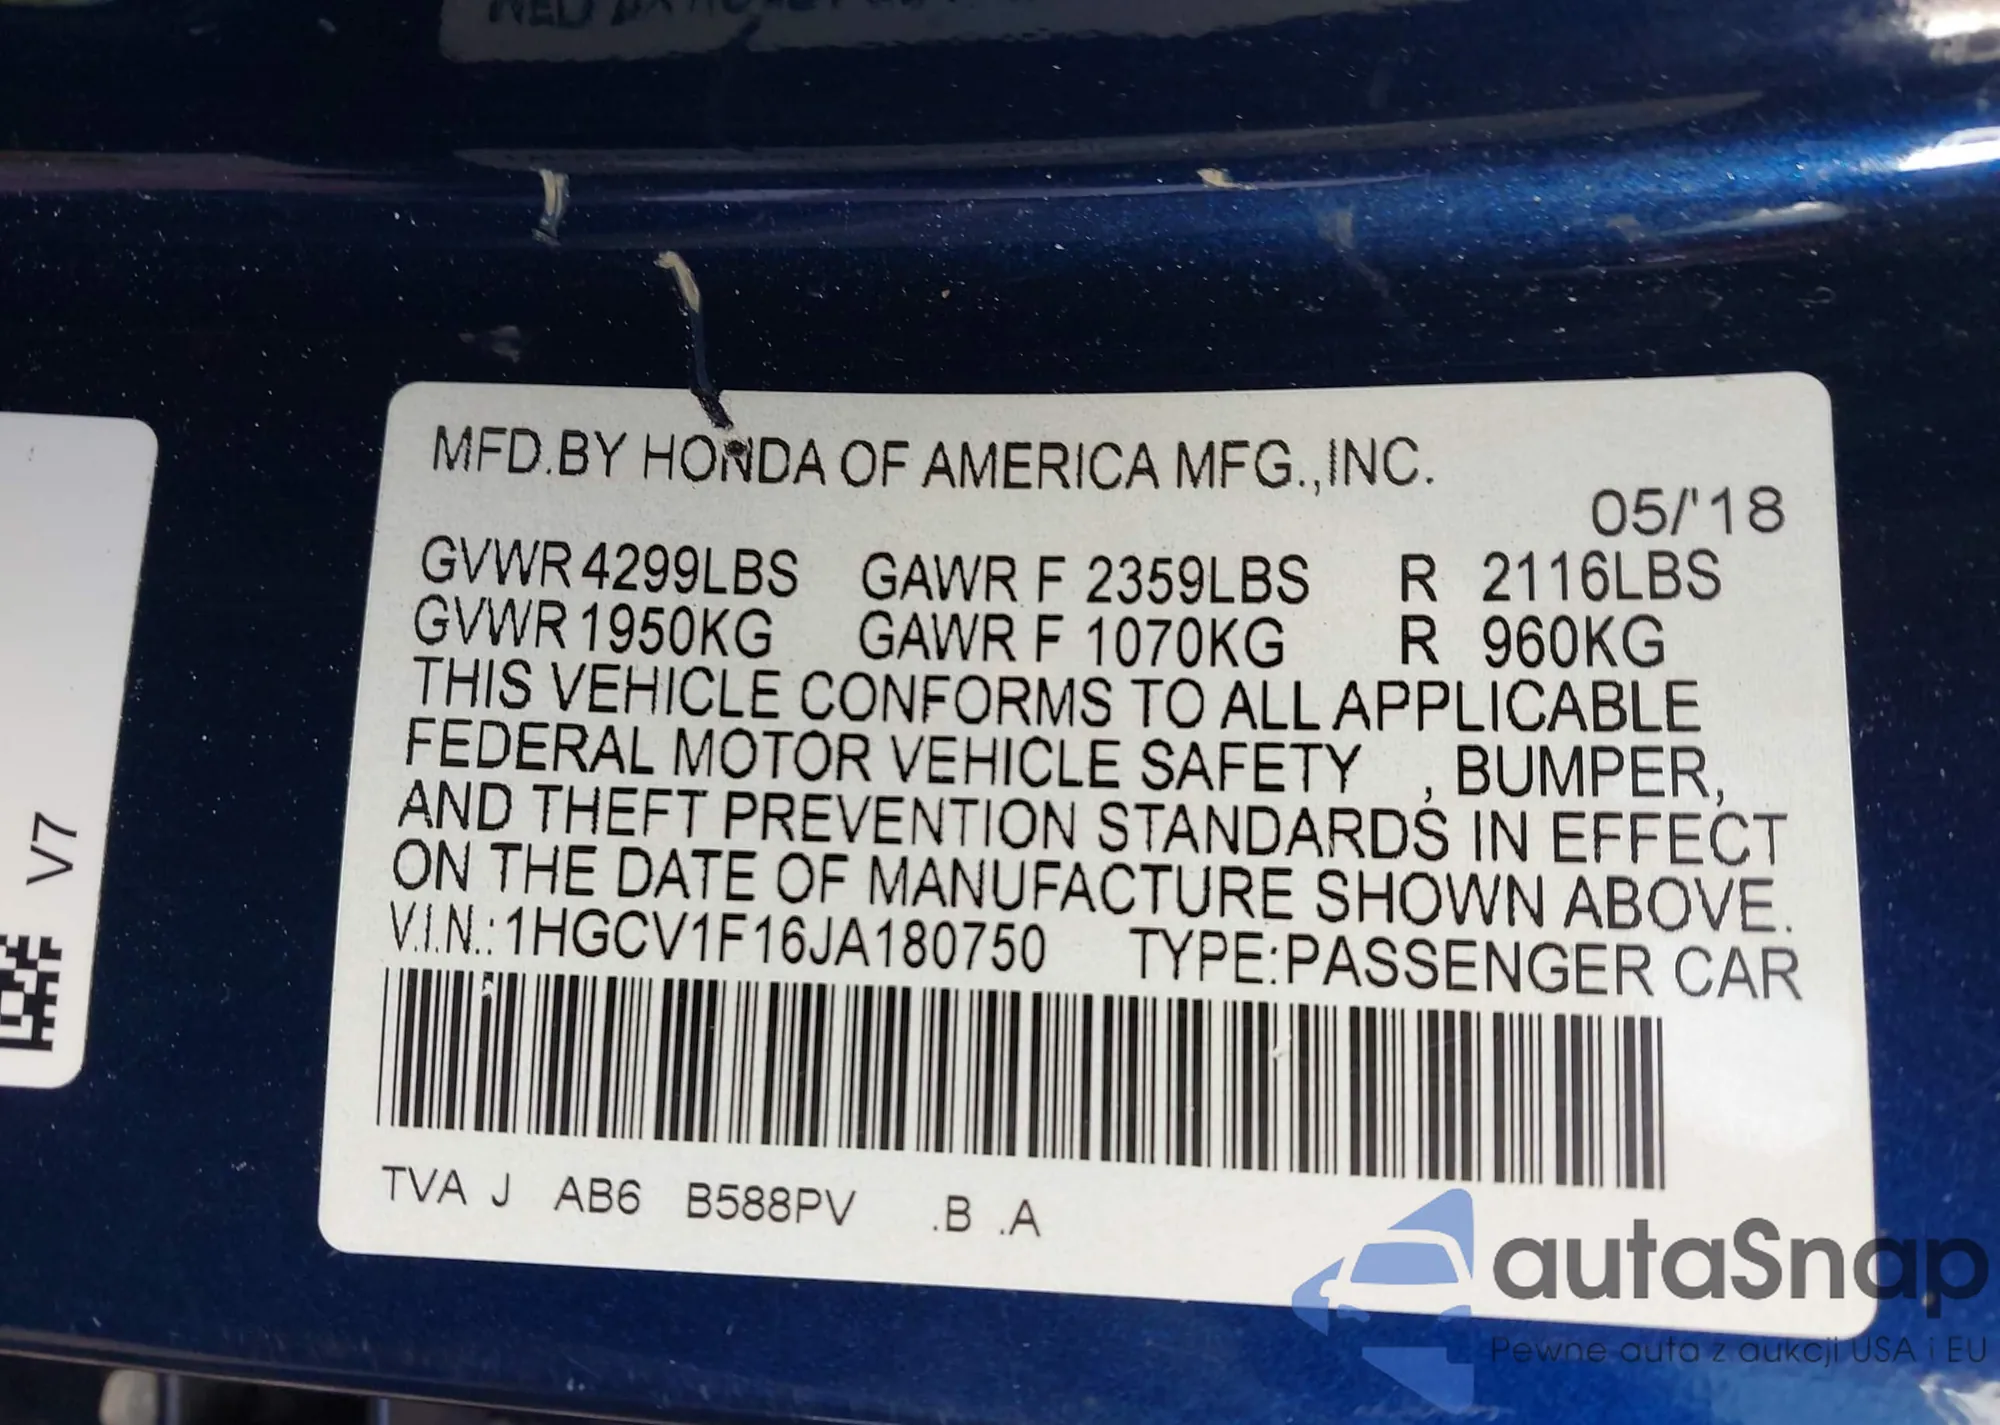 MFD.BY HONDA OF AMERICA MFG.,INC.
05/'18
GVWR 4299LBS GAWR F 2359LBS R 2116LBS
GVWR 1950KG GAWR F 1070KG R 960KG
THIS VEHICLE CONFORMS TO ALL APPLICABLE
FEDERAL MOTOR VEHICLE SAFETY , BUMPER,
AND THEFT PREVENTION STANDARDS IN EFFECT
ON THE DATE OF MANUFACTURE SHOWN ABOVE.
V.I.N.: 1HGCV1F16JA180750 TYPE:PASSENGER CAR
TVA J AB6 B588PV .B .A
V7
autaSnap
Pewne auta z aukcji USA i EU